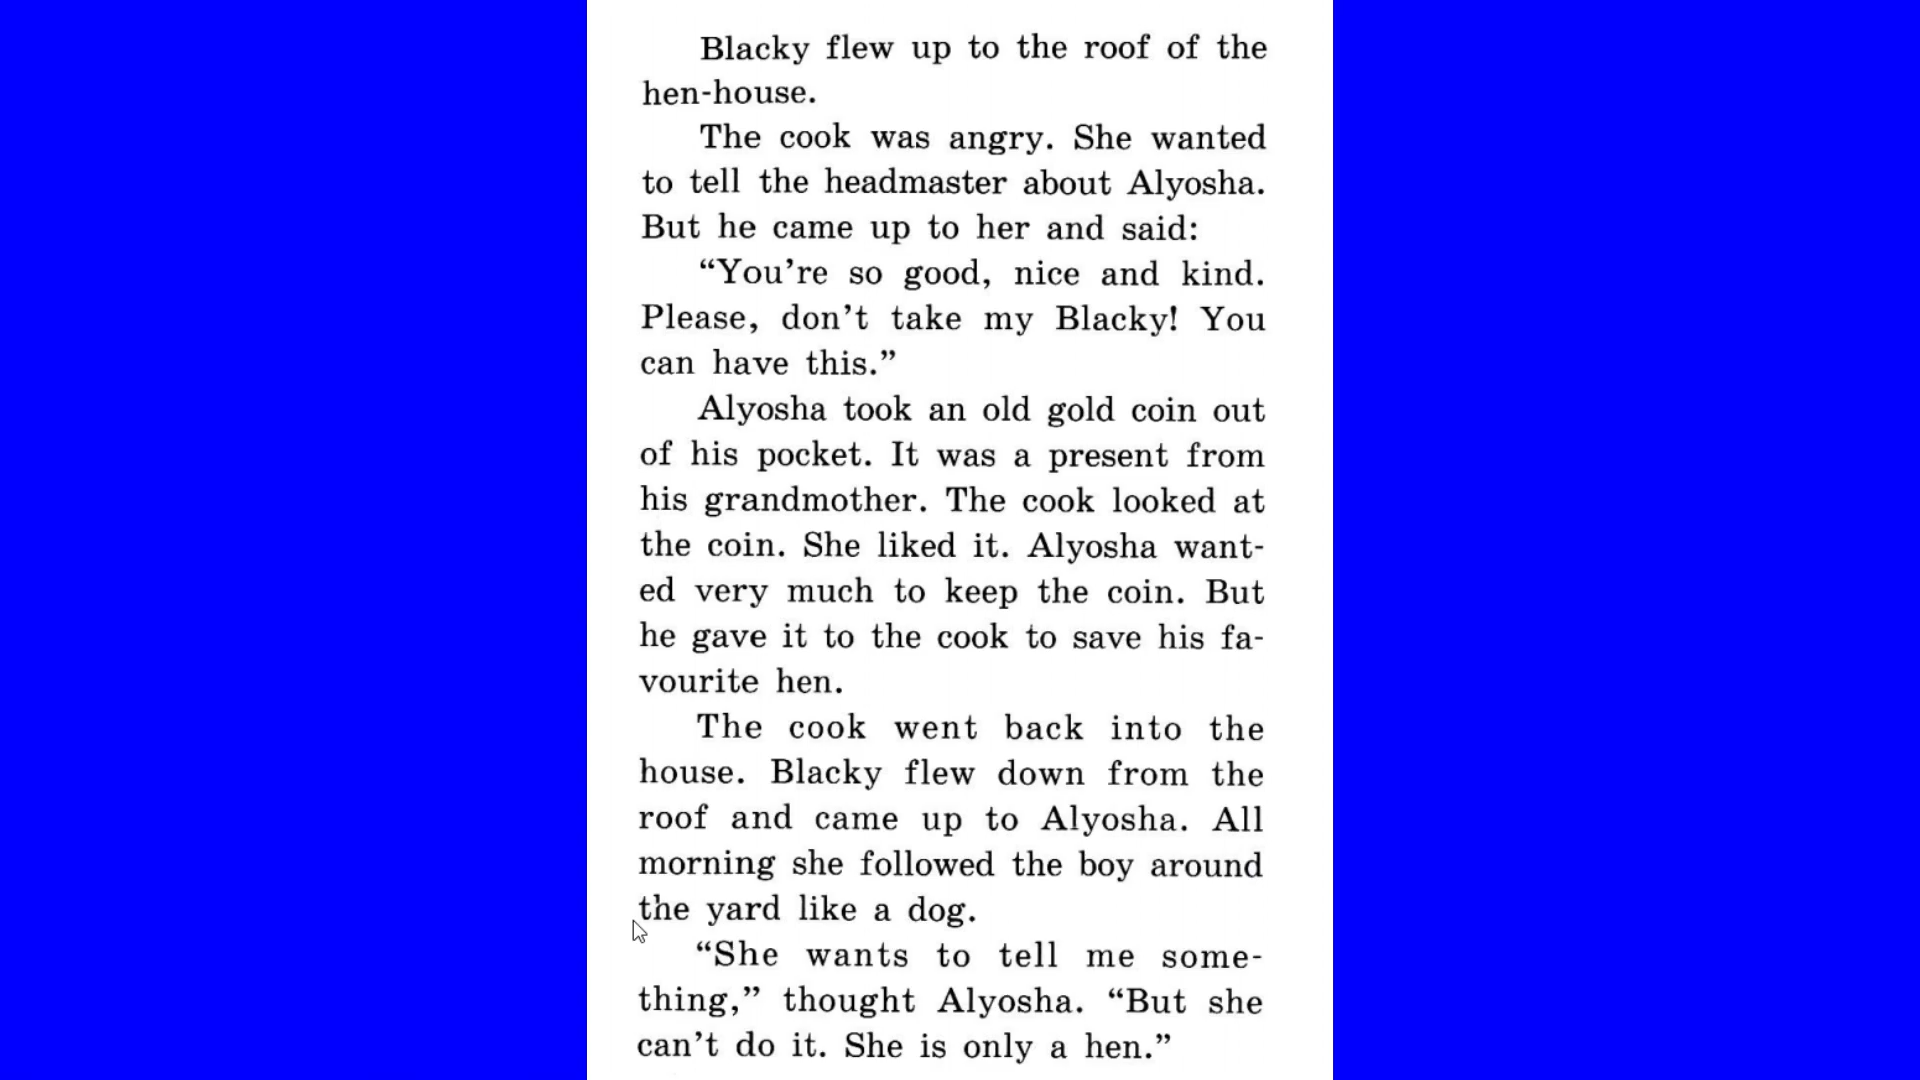 Blacky flew up to the roof of the
hen-house.
The cook was angry. She wanted
to tell the headmaster about Alyosha.
But he came up to her and said:
“You’re so good, nice and kind.
Please, don’t take my Blacky! You
can have this.”
Alyosha took an old gold coin out
of his pocket. It was a present from
his grandmother. The cook looked at
the coin. She liked it. Alyosha want-
ed very much to keep the coin. But
he gave it to the cook to save his fa-
vourite hen.
The cook went back into the
house. Blacky flew down from the
roof and came up to Alyosha. All
morning she followed the boy around
the yard like a dog.
“She wants to tell me some-
thing,” thought Alyosha. “But she
can’t do it. She is only a hen.”